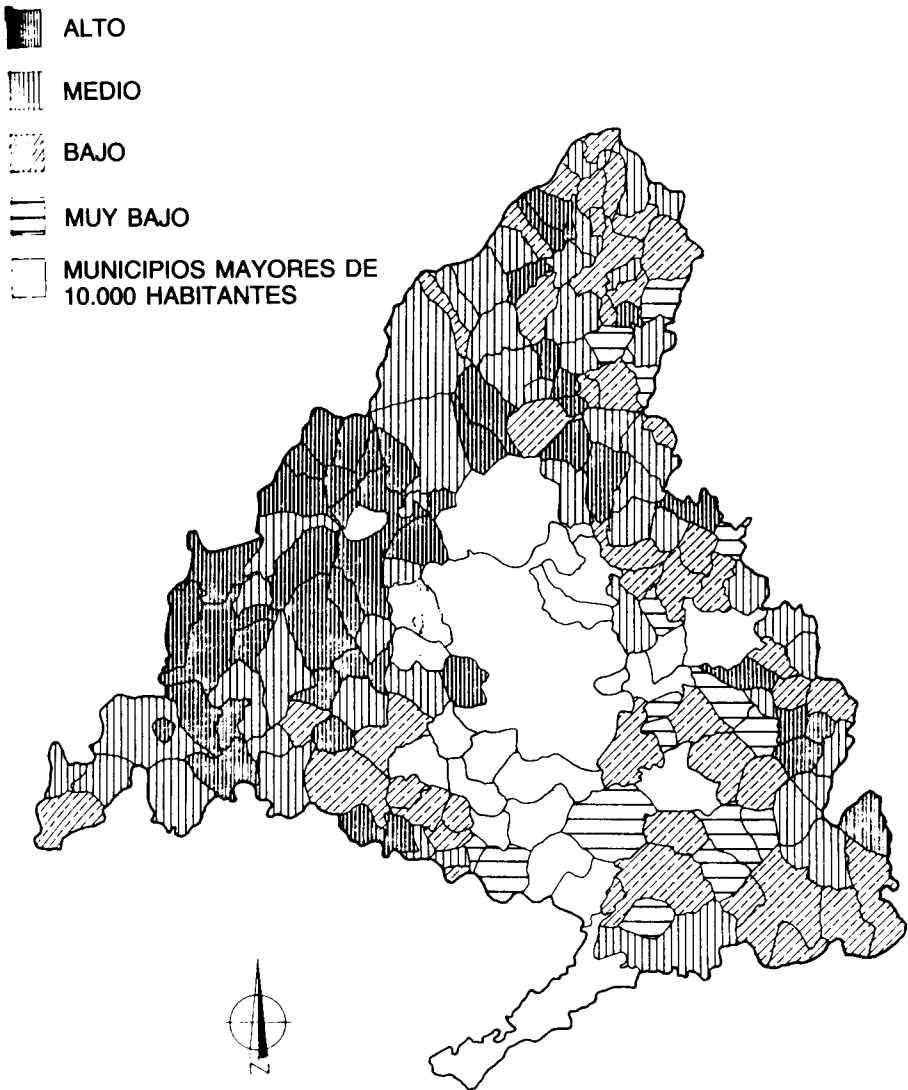 ALTO
MEDIO
BAJO
MUY BAJO
MUNICIPIOS MAYORES DE
10.000 HABITANTES
N